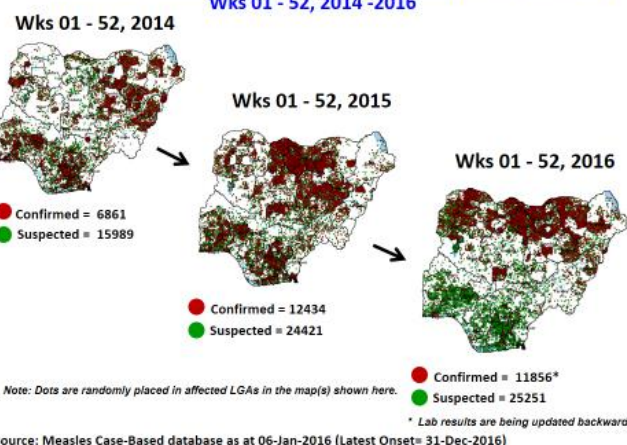 Wks 01 - 52, 2014 -2016
Wks 01 - 52, 2014
Confirmed = 6861
Suspected = 15989
Wks 01 - 52, 2015
Confirmed = 12434
Suspected = 24421
Wks 01 - 52, 2016
Confirmed = 11856*
Suspected = 25251
Note: Dots are randomly placed in affected LGAs in the map(s) shown here.
* Lab results are being updated backward
ource: Measles Case-Based database as at 06-Jan-2016 (Latest Onset= 31-Dec-2016)